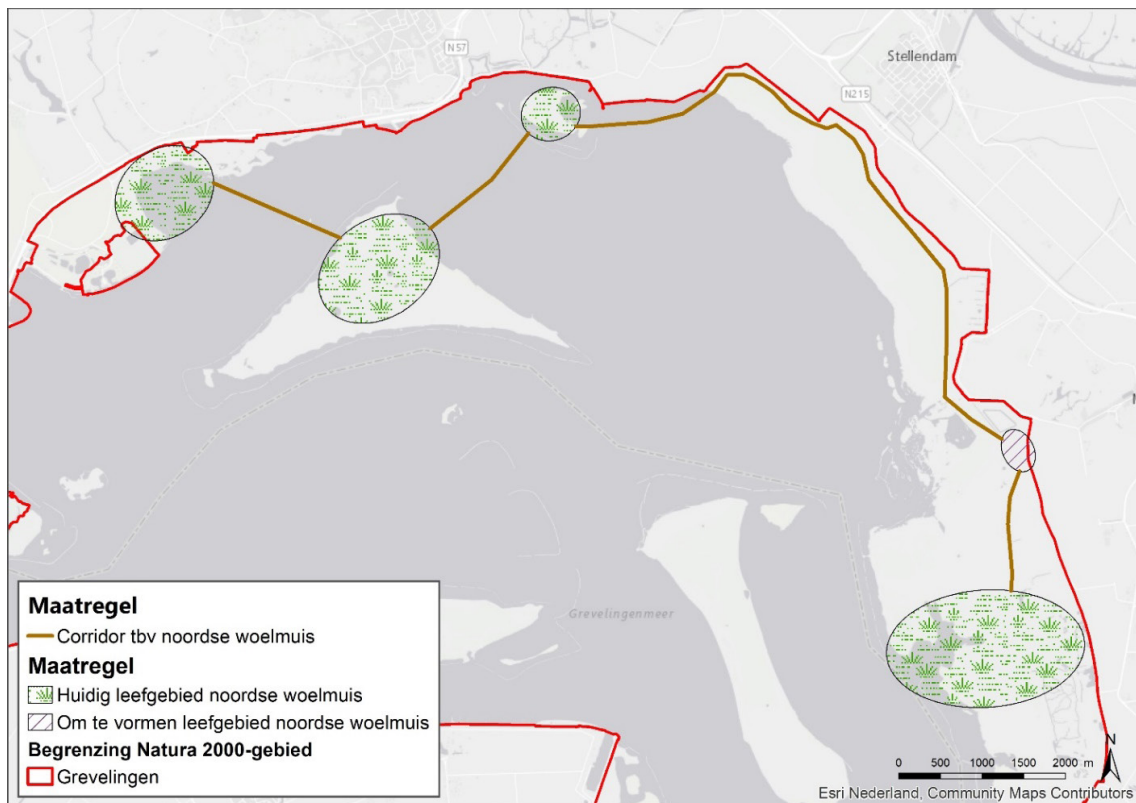 N57
Stellendam
N215
N
Grevelingenmeer
Maatregel
Corridor tbv noordse woelmuis
Maatregel
Huidig leefgebied noordse woelmuis
Om te vormen leefgebied noordse woelmuis
Begrenzing Natura 2000-gebied
Grevelingen
N
0 500 1000 1500 2000 m
Esri Nederland, Community Maps Contributors